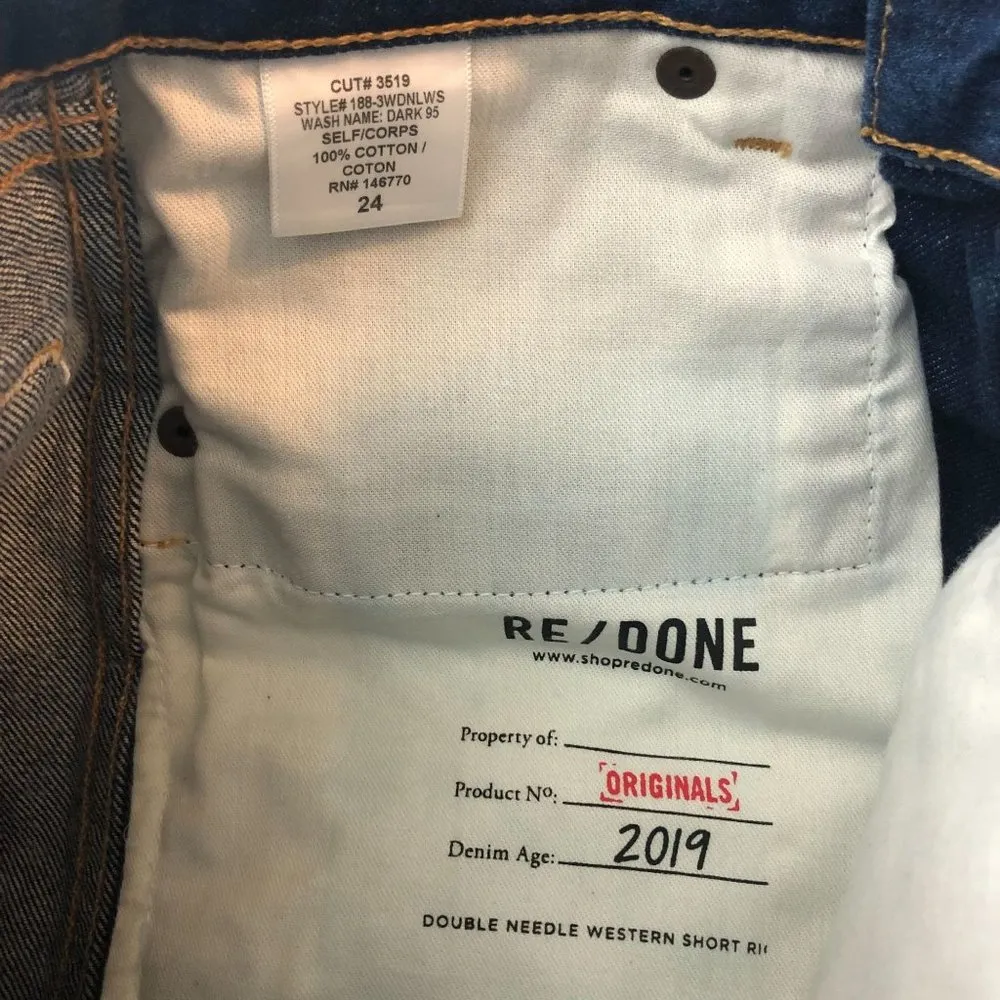 CUT# 3519
STYLE# 188-3WDNLWS
WASH NAME: DARK 95
SELF/CORPS
100% COTTON /
COTON
RN# 146770
24
RE/DONE
www.shopredone.com
Property of:
Product Nº: ORIGINALS
Denim Age: 2019
DOUBLE NEEDLE WESTERN SHORT